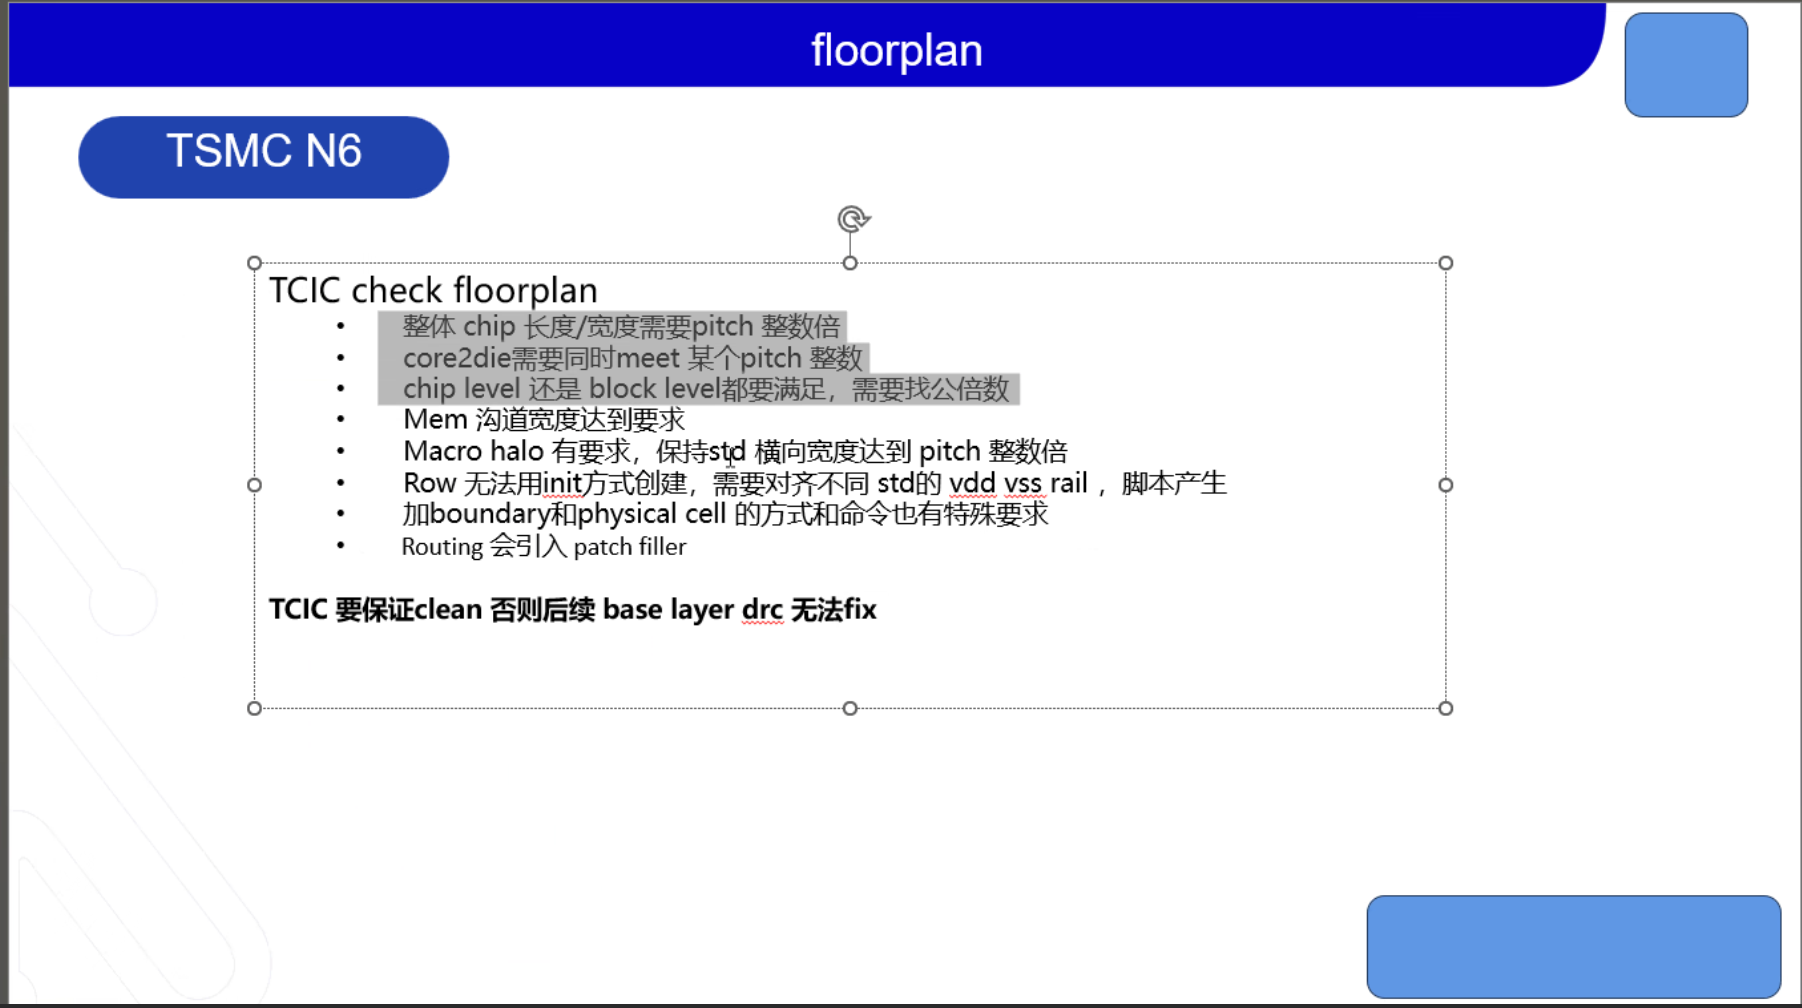 floorplan
TSMC N6
TCIC check floorplan
• 整体 chip 长度/宽度需要pitch 整数倍
• core2die需要同时meet 某个pitch 整数
• chip level 还是 block level都要满足，需要找公倍数
• Mem 沟道宽度达到要求
• Macro halo 有要求，保持std 横向宽度达到 pitch 整数倍
• Row 无法用init方式创建，需要对齐不同 std的 vdd vss rail ，脚本产生
• 加boundary和physical cell 的方式和命令也有特殊要求
• Routing 会引入 patch filler
TCIC 要保证clean 否则后续 base layer drc 无法fix